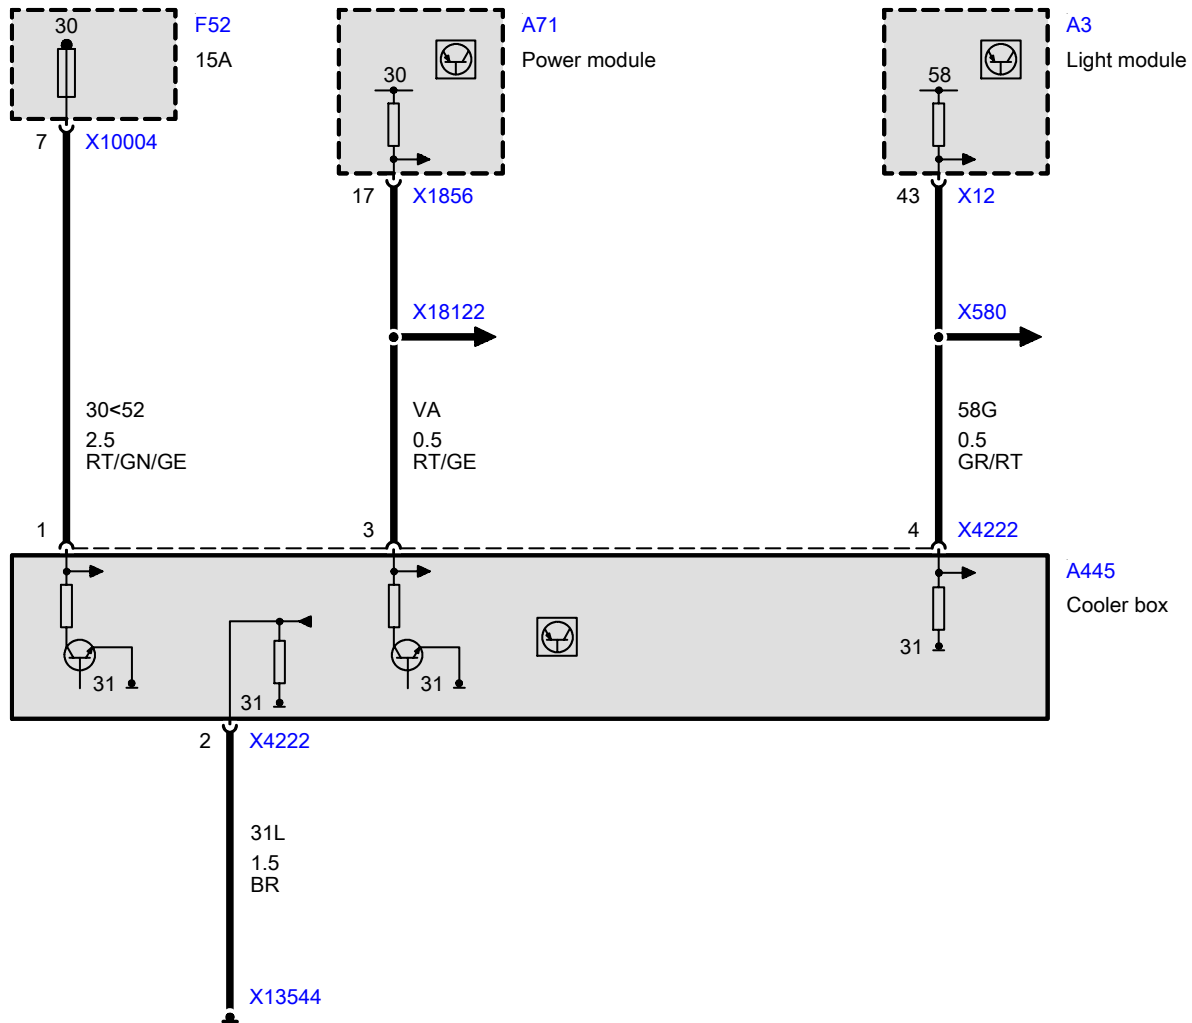 30
F52
15A
30
A71
Power module
58
A3
Light module
7 X10004
17 X1856
43 X12
X18122
X580
30<52
2.5
RT/GN/GE
VA
0.5
RT/GE
58G
0.5
GR/RT
1
3
4 X4222
A445
Cooler box
31
31
31
31
2 X4222
31L
1.5
BR
X13544